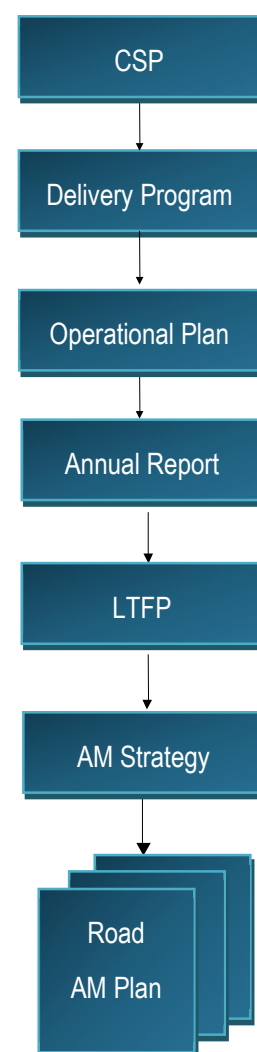 CSP
Delivery Program
Operational Plan
Annual Report
LTFP
AM Strategy
Road
AM Plan